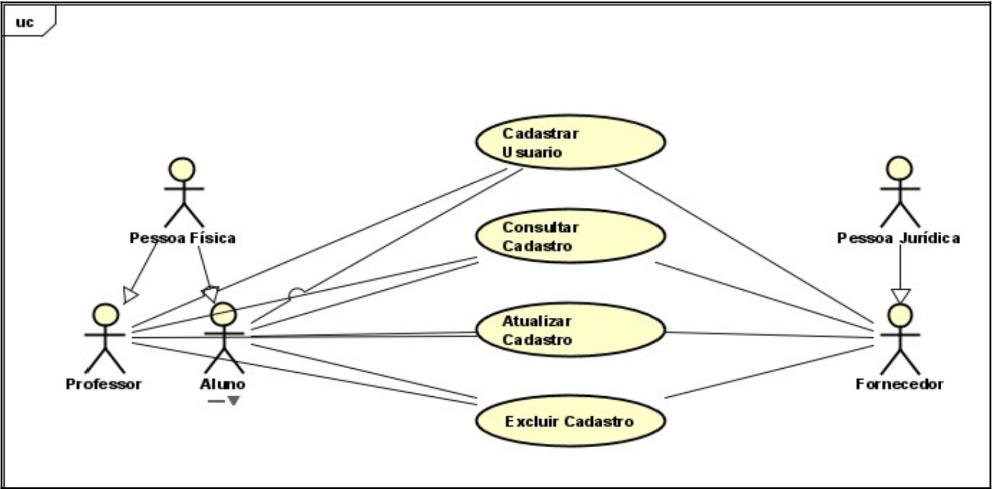 uc
Cadastrar
Usuario
Pessoa Física
Consultar
Cadastro
Pessoa Jurídica
Atualizar
Cadastro
Professor
Aluno
Fornecedor
Excluir Cadastro